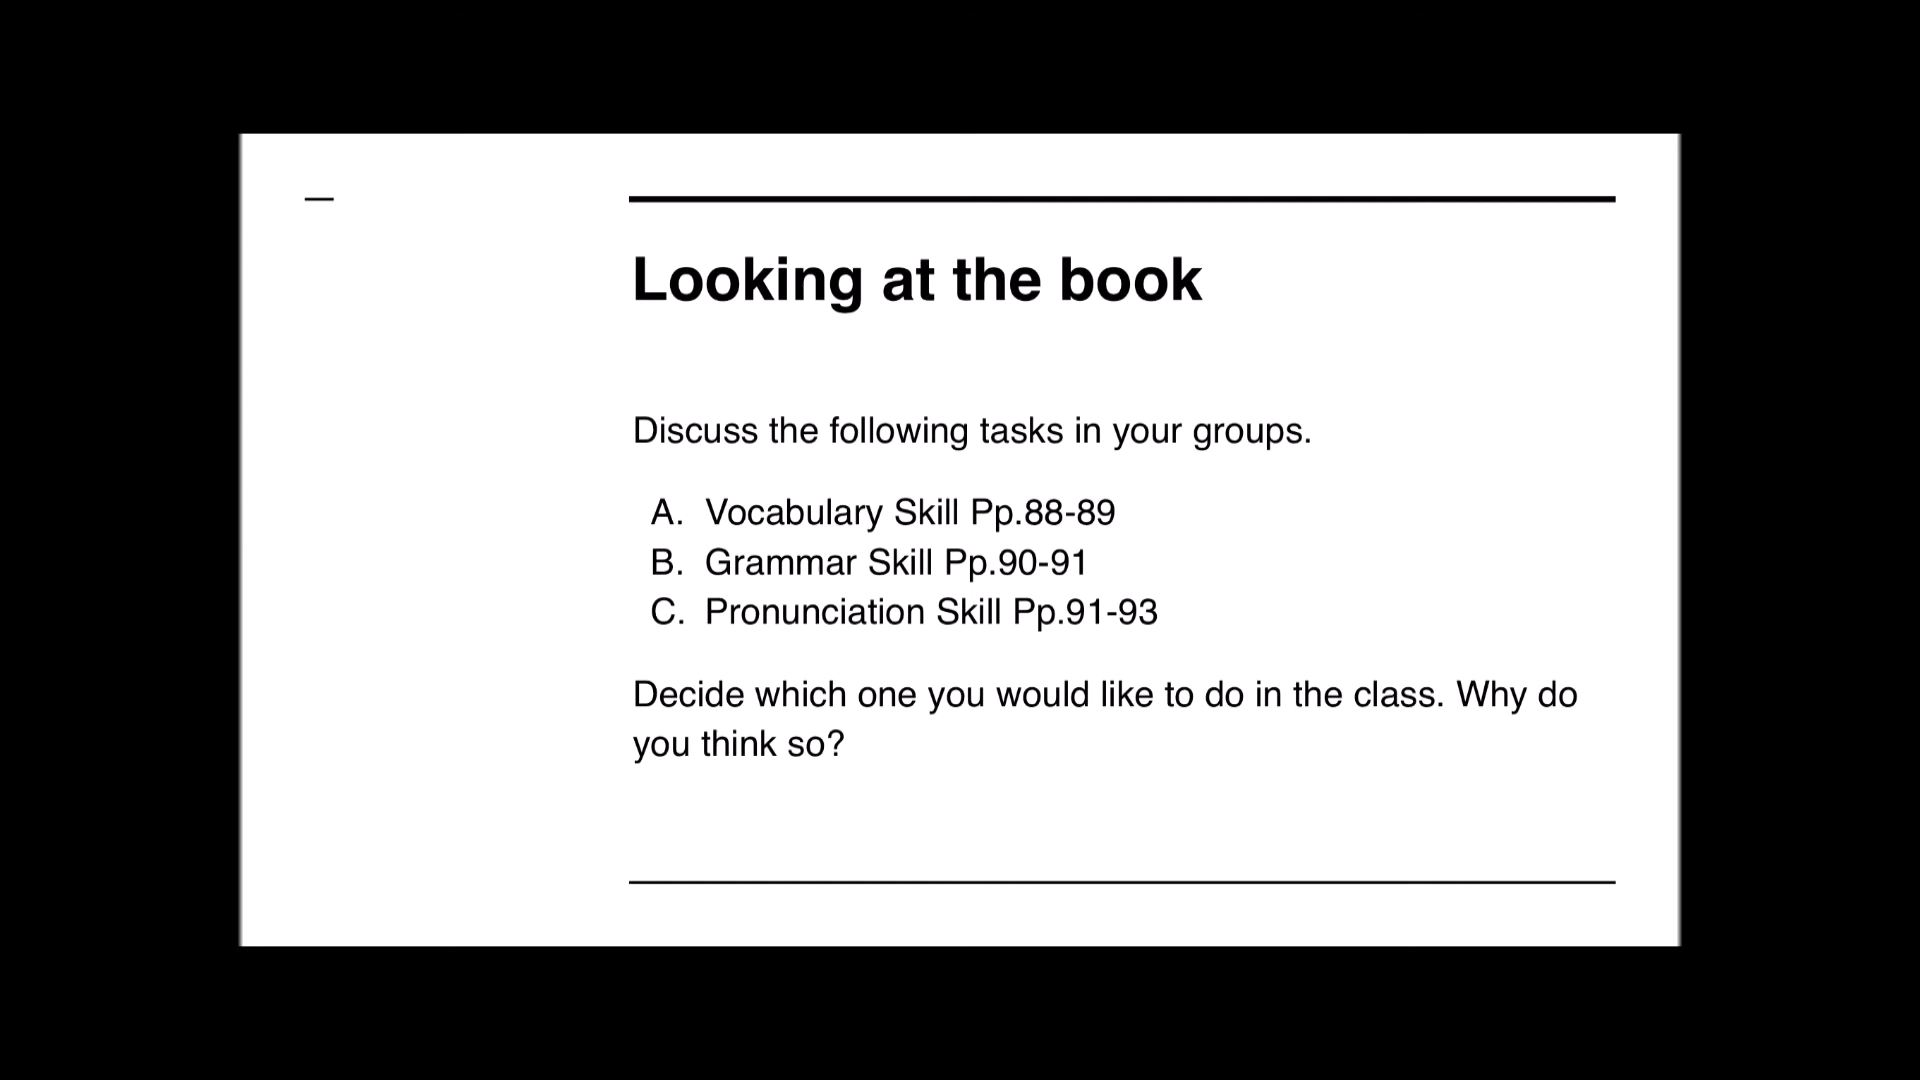 Looking at the book
Discuss the following tasks in your groups.
A. Vocabulary Skill Pp.88-89
B. Grammar Skill Pp.90-91
C. Pronunciation Skill Pp.91-93
Decide which one you would like to do in the class. Why do
you think so?